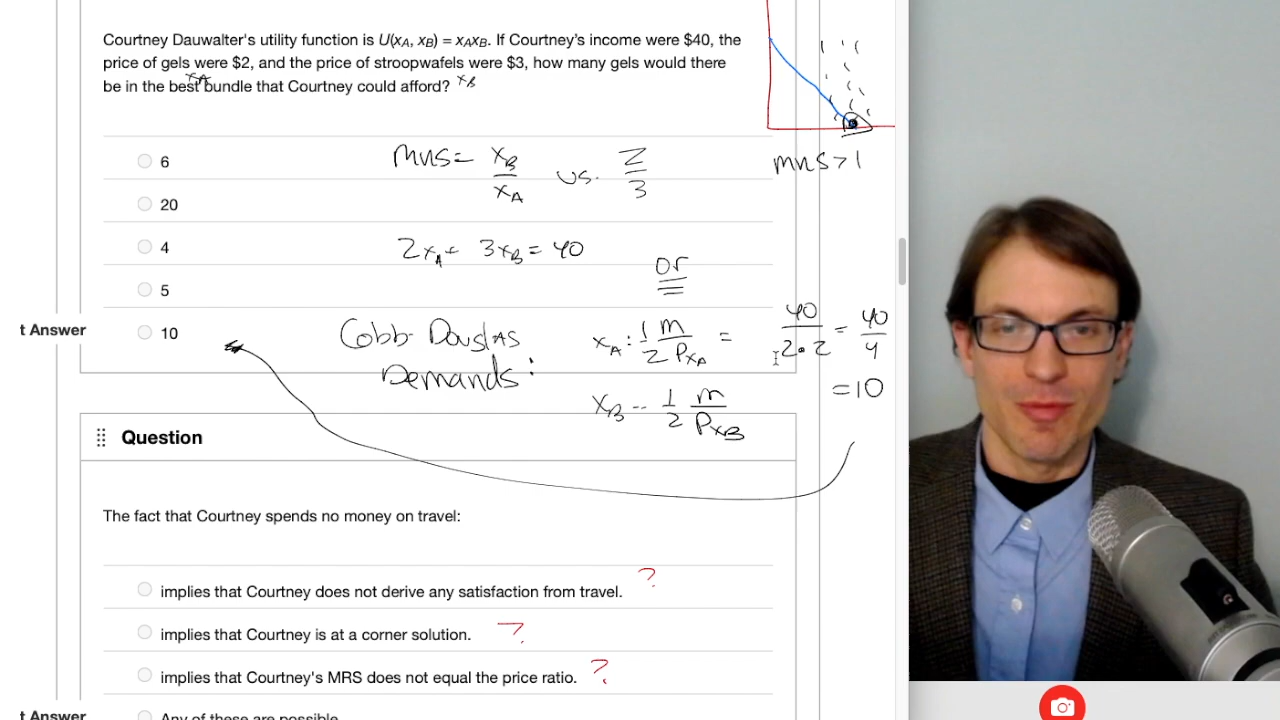 Courtney Dauwalter's utility function is U(xA, xB) = xAxB. If Courtney's income were $40, the
price of gels were $2, and the price of stroopwafels were $3, how many gels would there
be in the best bundle that Courtney could afford?
xA
xB
6
20
4
5
t Answer
10
MRS = xB/xA vs. 2/3
2xA + 3xB = 40
or
Cobb-Douglas
Demands:
xA: 1/2 m/PxA = 40/2•2 = 40/4
= 10
xB -- 1/2 m/PxB
MRS > 1
Question
The fact that Courtney spends no money on travel:
implies that Courtney does not derive any satisfaction from travel. ?
implies that Courtney is at a corner solution. ?
implies that Courtney's MRS does not equal the price ratio. ?
t Answer
Any of these are possible